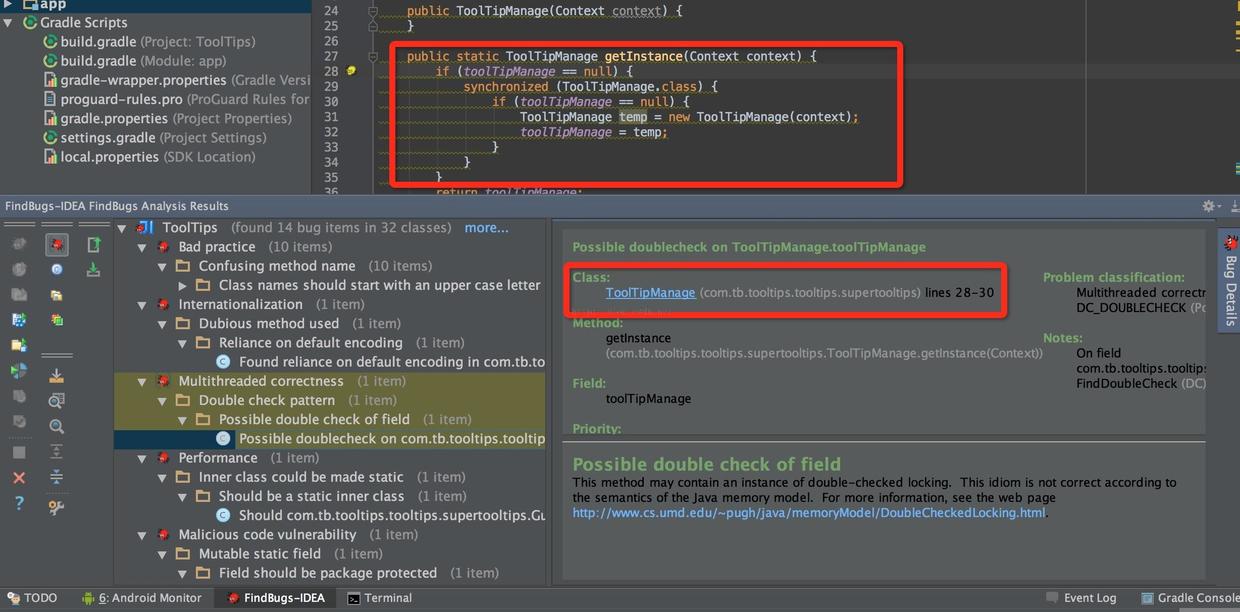 app
Gradle Scripts
build.gradle (Project: ToolTips)
build.gradle (Module: app)
gradle-wrapper.properties (Gradle Versi
proguard-rules.pro (ProGuard Rules for
gradle.properties (Project Properties)
settings.gradle (Project Settings)
local.properties (SDK Location)
24 public ToolTipManage(Context context) {
25 }
26
27 public static ToolTipManage getInstance(Context context) {
28 if (toolTipManage == null) {
29 synchronized (ToolTipManage.class) {
30 if (toolTipManage == null) {
31 ToolTipManage temp = new ToolTipManage(context);
32 toolTipManage = temp;
33 }
34 }
35 }
36 return toolTipManage;
FindBugs-IDEA FindBugs Analysis Results
ToolTips (found 14 bug items in 32 classes) more...
Bad practice (10 items)
Confusing method name (10 items)
Class names should start with an upper case letter
Internationalization (1 item)
Dubious method used (1 item)
Reliance on default encoding (1 item)
Found reliance on default encoding in com.tb.to
Multithreaded correctness (1 item)
Double check pattern (1 item)
Possible double check of field (1 item)
Possible doublecheck on com.tb.tooltips.tooltip
Performance (1 item)
Inner class could be made static (1 item)
Should be a static inner class (1 item)
Should com.tb.tooltips.tooltips.supertooltips.Gu
Malicious code vulnerability (1 item)
Mutable static field (1 item)
Field should be package protected (1 item)
Possible doublecheck on ToolTipManage.toolTipManage
Class:
ToolTipManage (com.tb.tooltips.tooltips.supertooltips) lines 28-30
Method:
getInstance
(com.tb.tooltips.tooltips.supertooltips.ToolTipManage.getInstance(Context))
Field:
toolTipManage
Priority:
Problem classification:
Multithreaded correctn
DC_DOUBLECHECK (Po
Notes:
On field
com.tb.tooltips.tooltips
FindDoubleCheck (DC)
Possible double check of field
This method may contain an instance of double-checked locking. This idiom is not correct according to
the semantics of the Java memory model. For more information, see the web page
http://www.cs.umd.edu/~pugh/java/memoryModel/DoubleCheckedLocking.html.
Bug Details
TODO
6: Android Monitor
FindBugs-IDEA
Terminal
Event Log
Gradle Console